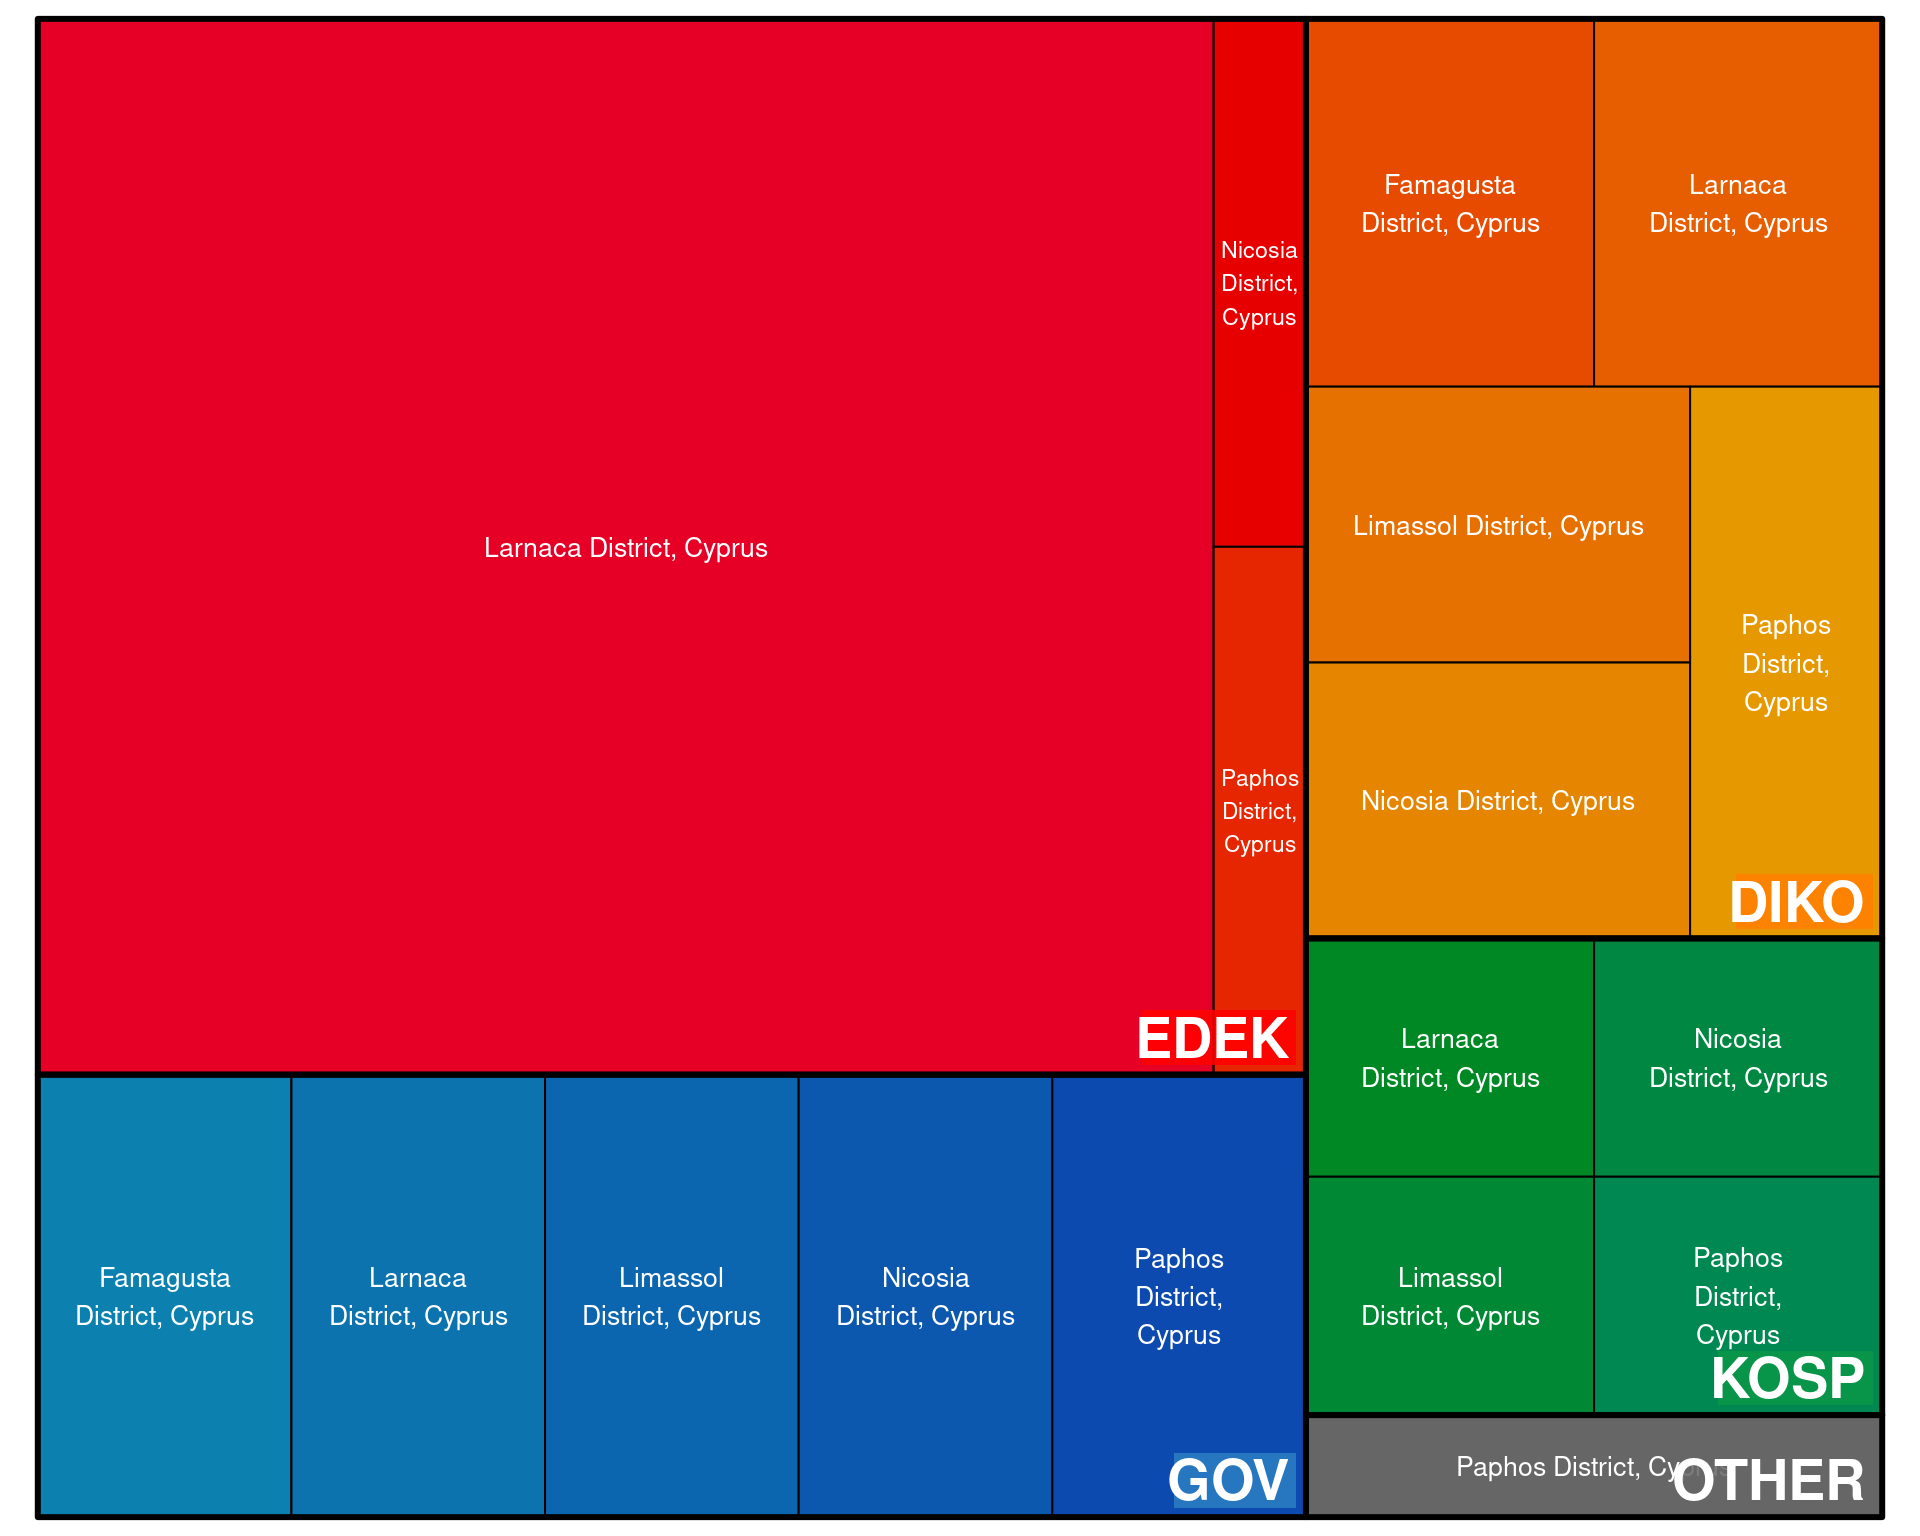 Larnaca District, Cyprus
Nicosia
District,
Cyprus
Paphos
District,
Cyprus
EDEK
Famagusta
District, Cyprus
Larnaca
District, Cyprus
Limassol District, Cyprus
Nicosia District, Cyprus
Paphos
District,
Cyprus
DIKO
Famagusta
District, Cyprus
Larnaca
District, Cyprus
Limassol
District, Cyprus
Nicosia
District, Cyprus
Paphos
District,
Cyprus
GOV
Larnaca
District, Cyprus
Nicosia
District, Cyprus
Limassol
District, Cyprus
Paphos
District,
Cyprus
KOSP
Paphos District, Cyprus
OTHER